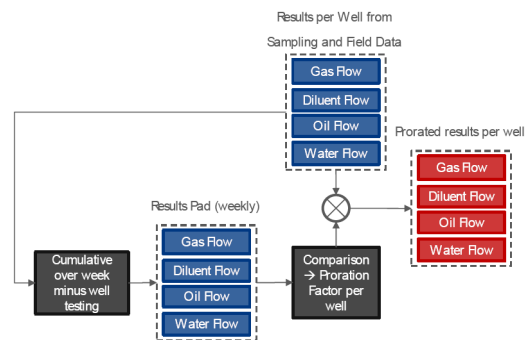 Results per Well from
Sampling and Field Data
Gas Flow
Diluent Flow
Oil Flow
Water Flow
Prorated results per well
Gas Flow
Diluent Flow
Oil Flow
Water Flow
Results Pad (weekly)
Gas Flow
Diluent Flow
Oil Flow
Water Flow
Cumulative
over week
minus well
testing
Comparison
→ Proration
Factor per
well